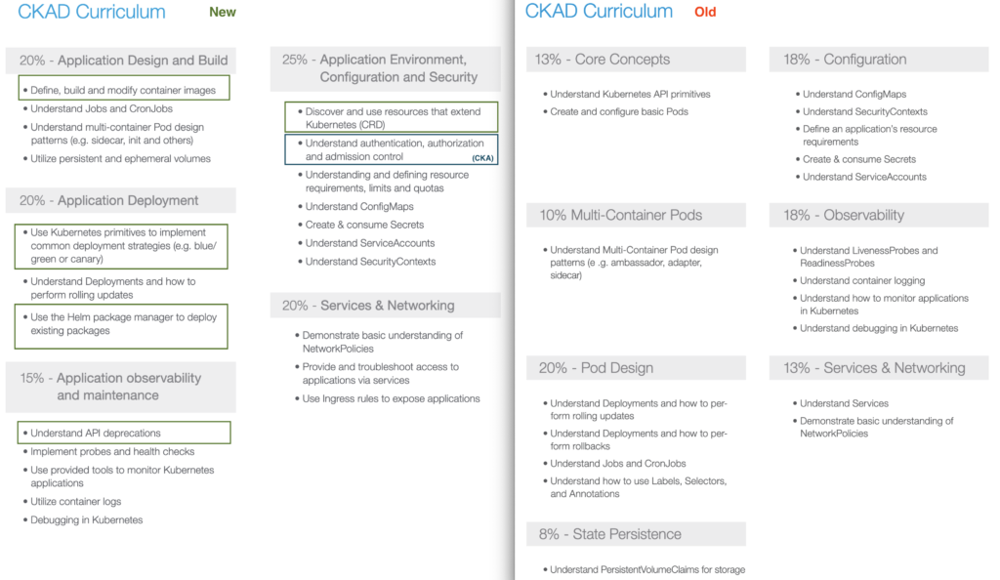 CKAD Curriculum New
20% - Application Design and Build
• Define, build and modify container images
• Understand Jobs and CronJobs
• Understand multi-container Pod design
patterns (e.g. sidecar, init and others)
• Utilize persistent and ephemeral volumes
20% - Application Deployment
• Use Kubernetes primitives to implement
common deployment strategies (e.g. blue/
green or canary)
• Understand Deployments and how to
perform rolling updates
• Use the Helm package manager to deploy
existing packages
15% - Application observability
and maintenance
• Understand API deprecations
• Implement probes and health checks
• Use provided tools to monitor Kubernetes
applications
• Utilize container logs
• Debugging in Kubernetes
25% - Application Environment,
Configuration and Security
• Discover and use resources that extend
Kubernetes (CRD)
• Understand authentication, authorization
and admission control (CKA)
• Understanding and defining resource
requirements, limits and quotas
• Understand ConfigMaps
• Create & consume Secrets
• Understand ServiceAccounts
• Understand SecurityContexts
20% - Services & Networking
• Demonstrate basic understanding of
NetworkPolicies
• Provide and troubleshoot access to
applications via services
• Use Ingress rules to expose applications
CKAD Curriculum Old
13% - Core Concepts
• Understand Kubernetes API primitives
• Create and configure basic Pods
10% Multi-Container Pods
• Understand Multi-Container Pod design
patterns (e .g. ambassador, adapter,
sidecar)
20% - Pod Design
• Understand Deployments and how to per-
form rolling updates
• Understand Deployments and how to per-
form rollbacks
• Understand Jobs and CronJobs
• Understand how to use Labels, Selectors,
and Annotations
8% - State Persistence
• Understand PersistentVolumeClaims for storage
18% - Configuration
• Understand ConfigMaps
• Understand SecurityContexts
• Define an application's resource
requirements
• Create & consume Secrets
• Understand ServiceAccounts
18% - Observability
• Understand LivenessProbes and
ReadinessProbes
• Understand container logging
• Understand how to monitor applications
in Kubernetes
• Understand debugging in Kubernetes
13% - Services & Networking
• Understand Services
• Demonstrate basic understanding of
NetworkPolicies